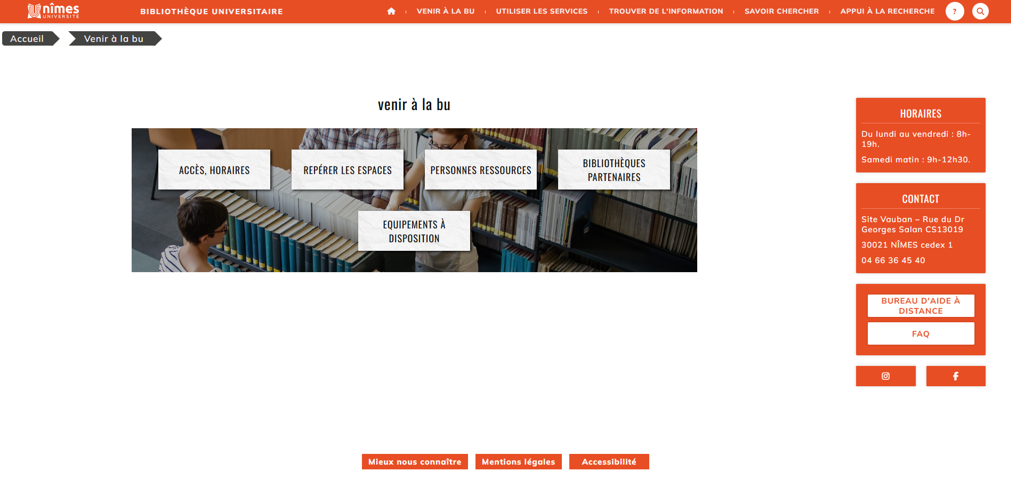 nîmes
UNIVERSITÉ
BIBLIOTHÈQUE UNIVERSITAIRE
VENIR À LA BU
UTILISER LES SERVICES
TROUVER DE L'INFORMATION
SAVOIR CHERCHER
APPUI À LA RECHERCHE
?
Accueil
Venir à la bu
venir à la bu
ACCÈS, HORAIRES
REPÉRER LES ESPACES
PERSONNES RESSOURCES
BIBLIOTHÈQUES
PARTENAIRES
EQUIPEMENTS À
DISPOSITION
HORAIRES
Du lundi au vendredi : 8h-
19h.
Samedi matin : 9h-12h30.
CONTACT
Site Vauban – Rue du Dr
Georges Salan CS13019
30021 NÎMES cedex 1
04 66 36 45 40
BUREAU D'AIDE À
DISTANCE
FAQ
Mieux nous connaître
Mentions légales
Accessibilité